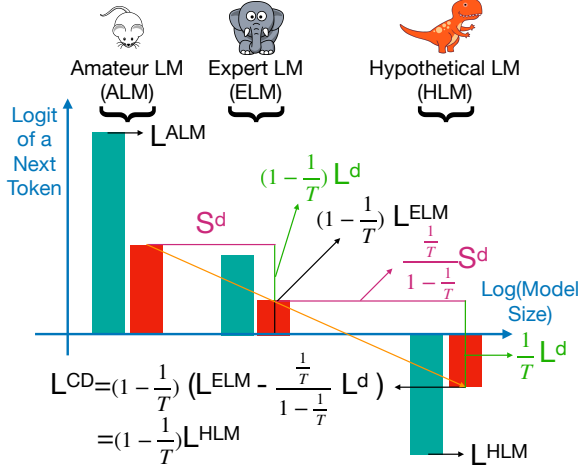 Amateur LM
(ALM)
Expert LM
(ELM)
Hypothetical LM
(HLM)
Logit of a Next Token
L^ALM
(1 - 1/T) L^d
(1 - 1/T) L^ELM
S^d
(1/T)/(1 - 1/T) S^d
Log(Model Size)
1/T L^d
L^CD=(1 - 1/T) (L^ELM - (1/T)/(1 - 1/T) L^d )
=(1 - 1/T)L^HLM
L^HLM